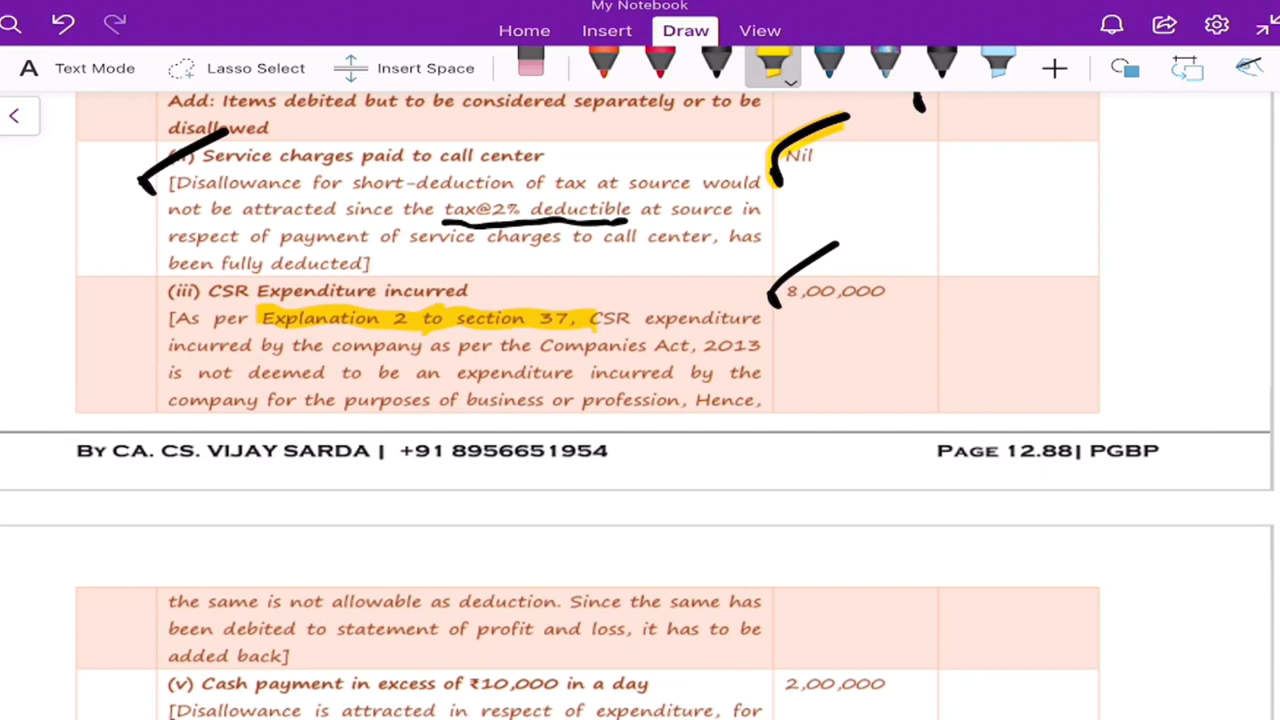 My Notebook
Home Insert Draw View
Text Mode Lasso Select Insert Space
Add: Items debited but to be considered separately or to be
disallowed
Service charges paid to call center Nil
[Disallowance for short-deduction of tax at source would
not be attracted since the tax@2% deductible at source in
respect of payment of service charges to call center, has
been fully deducted]
(iii) CSR Expenditure incurred 8,00,000
[As per Explanation 2 to section 37, CSR expenditure
incurred by the company as per the Companies Act, 2013
is not deemed to be an expenditure incurred by the
company for the purposes of business or profession, Hence,
BY CA. CS. VIJAY SARDA | +91 8956651954 PAGE 12.88| PGBP
the same is not allowable as deduction. Since the same has
been debited to statement of profit and loss, it has to be
added back]
(v) Cash payment in excess of ₹10,000 in a day 2,00,000
[Disallowance is attracted in respect of expenditure, for